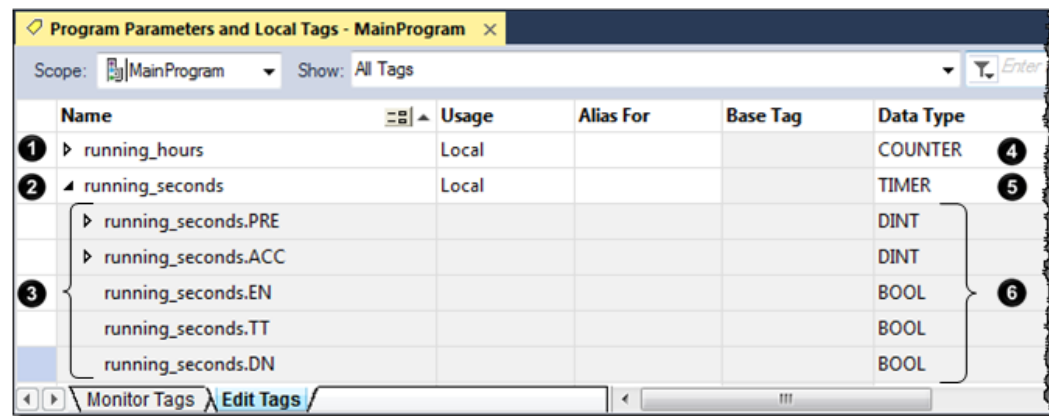 Program Parameters and Local Tags - MainProgram ×
Scope: MainProgram Show: All Tags Enter
Name Usage Alias For Base Tag Data Type
1 running_hours Local COUNTER 4
2 running_seconds Local TIMER 5
running_seconds.PRE DINT
running_seconds.ACC DINT
3 running_seconds.EN BOOL 6
running_seconds.TT BOOL
running_seconds.DN BOOL
Monitor Tags Edit Tags